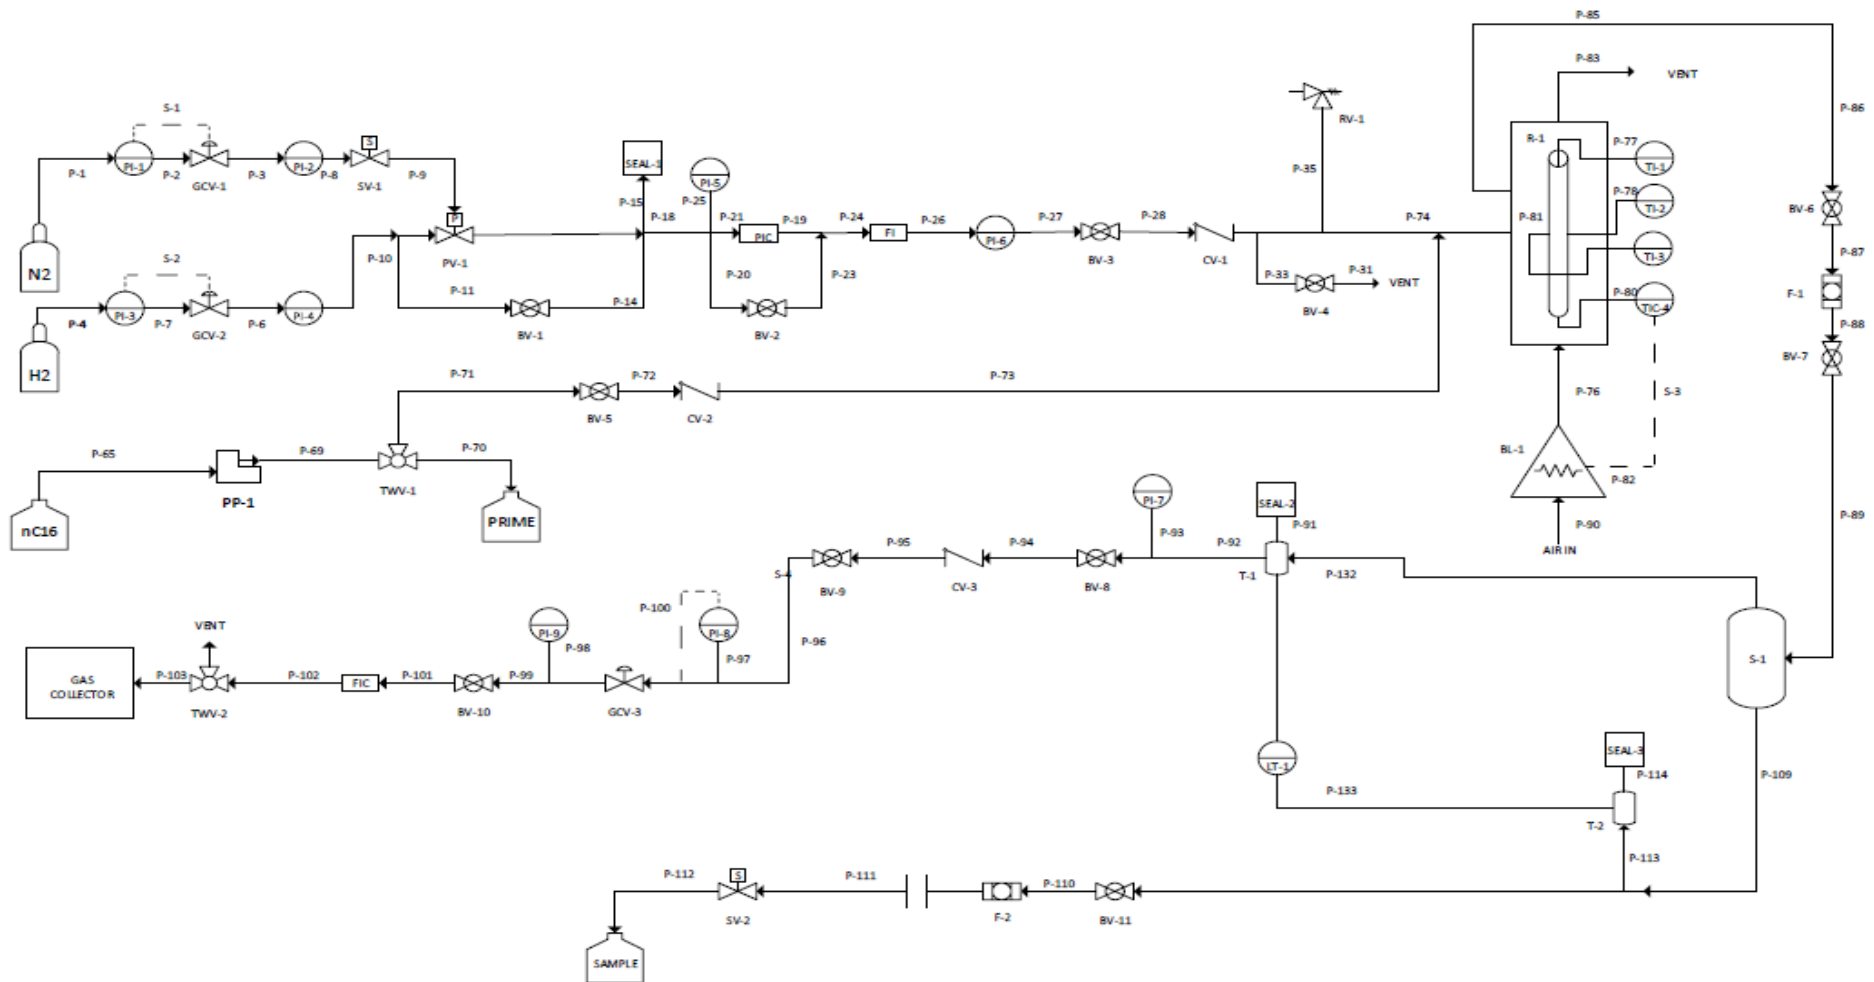 P-85
P-83
VENT
P-86
S-1
RV-1
R-1
P-77
SEAL-1
PI-1
P-1
P-2
GCV-1
P-3
PI-2
P-8
S
SV-1
P-9
PI-5
P-25
P-35
TI-1
P-78
TI-2
BV-6
P
P-15
P-18
P-21
P-19
P-24
P-26
P-27
P-28
P-74
P-81
PIC
FI
PI-6
N2
S-2
P-10
PV-1
BV-3
CV-1
TI-3
P-87
P-20
P-23
P-33
P-31
VENT
P-11
P-14
P-80
TIC-4
F-1
P-4
PI-3
P-7
GCV-2
P-6
PI-4
BV-1
BV-2
BV-4
P-88
H2
BV-7
P-71
P-72
P-73
P-76
S-3
BV-5
CV-2
P-65
P-69
P-70
BL-1
P-82
TWV-1
PP-1
PI-7
SEAL-2
nC16
PRIME
P-93
P-91
P-90
P-89
AIR IN
P-95
P-94
P-92
S-4
BV-9
CV-3
BV-8
T-1
P-132
P-100
VENT
PI-9
P-98
PI-8
P-97
P-96
S-1
GAS
COLLECTOR
P-103
P-102
FIC
P-101
P-99
TWV-2
BV-10
GCV-3
SEAL-3
LT-1
P-114
P-109
P-133
T-2
P-113
P-112
S
P-111
P-110
SV-2
F-2
BV-11
SAMPLE